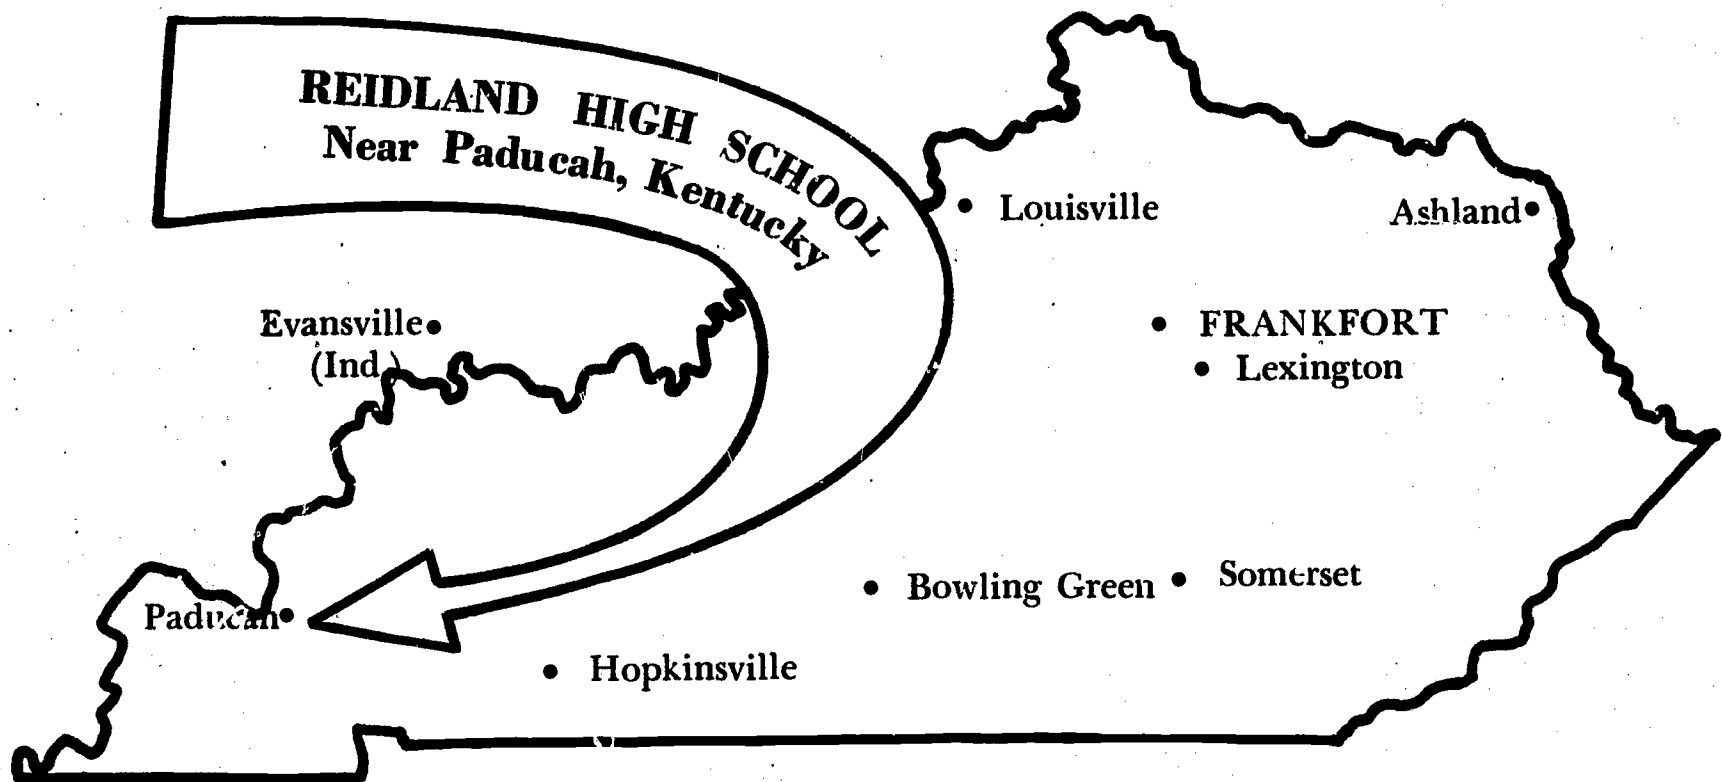 REIDLAND HIGH SCHOOL
Near Paducah, Kentucky
Louisville
Ashland
Evansville
(Ind.)
FRANKFORT
Lexington
Bowling Green
Somerset
Paducah
Hopkinsville